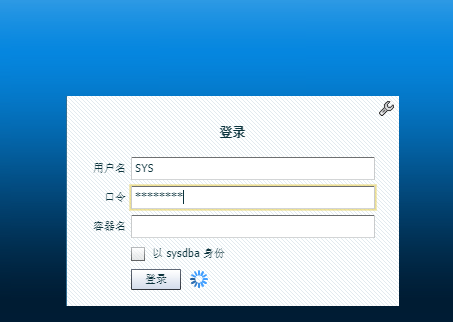 登录
用户名 SYS
口令 ********
容器名
以 sysdba 身份
登录